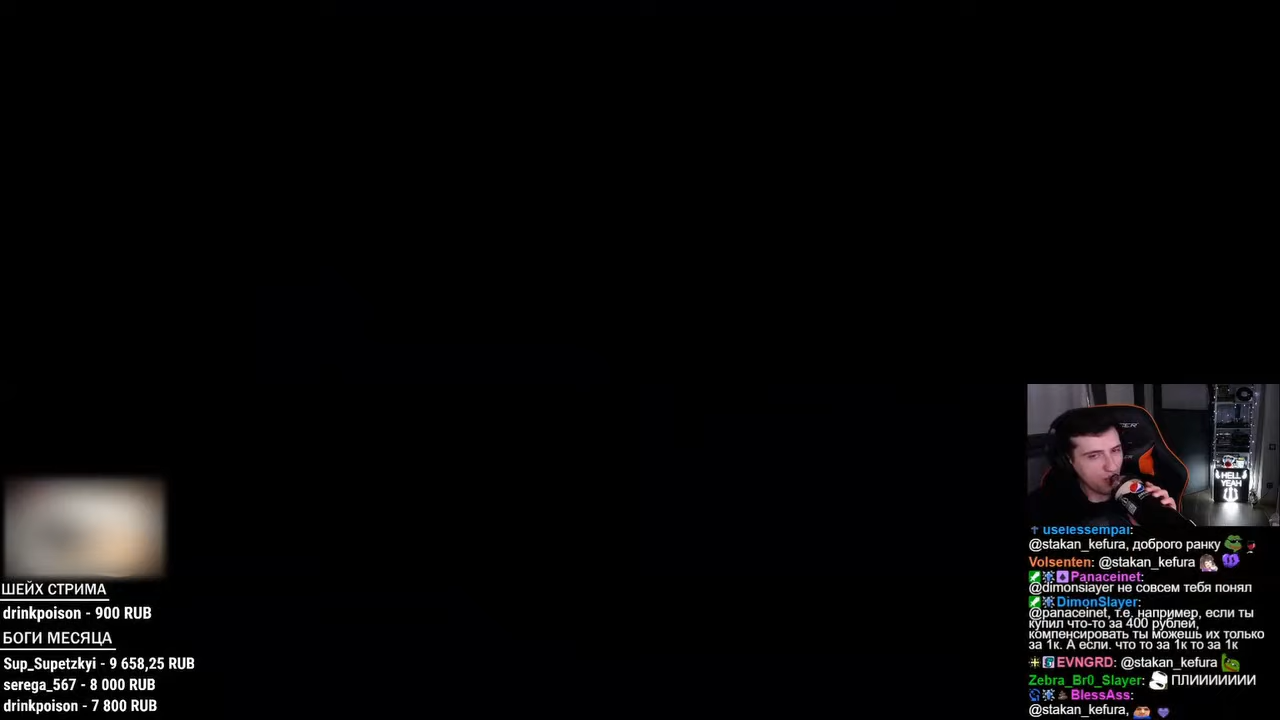 HELL
YEAH
uselessempai:
@stakan_kefura, доброго ранку
Volsenten: @stakan_kefura
Panaceinet:
@dimonslayer не совсем тебя понял
DimonSlayer:
@panaceinet, т.е. например, если ты
купил что-то за 400 рублей,
компенсировать ты можешь их только
за 1к. А если. что то за 1к то за 1к
EVNGRD: @stakan_kefura
Zebra_Br0_Slayer: ПЛИИИИИИИ
BlessAss:
@stakan_kefura,
ШЕЙХ СТРИМА
drinkpoison - 900 RUB
БОГИ МЕСЯЦА
Sup_Supetzkyi - 9 658,25 RUB
serega_567 - 8 000 RUB
drinkpoison - 7 800 RUB